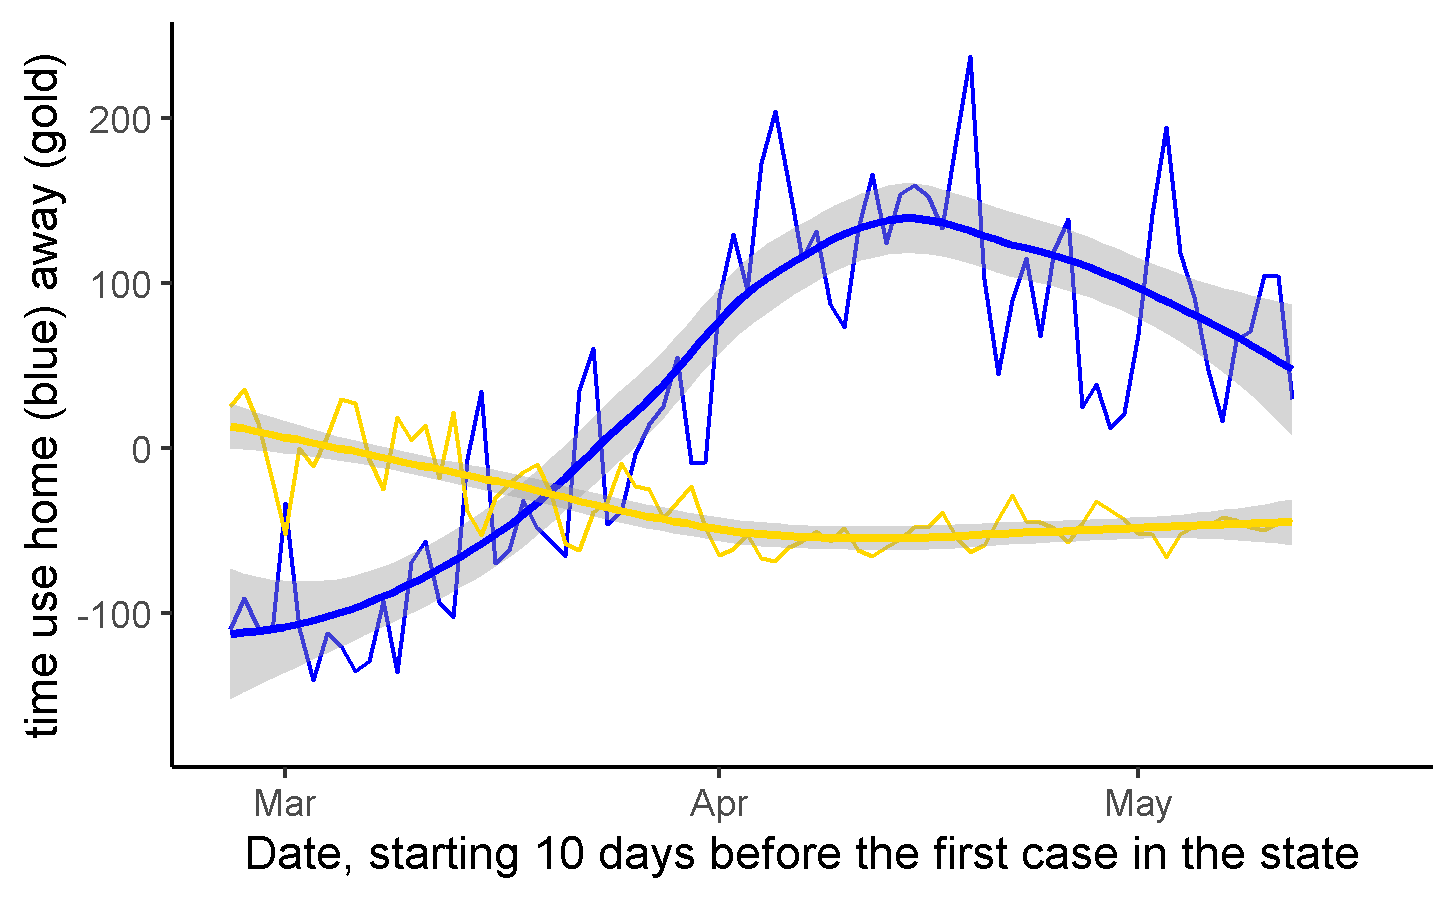 time use home (blue) away (gold)
200
100
0
-100
Mar
Apr
May
Date, starting 10 days before the first case in the state